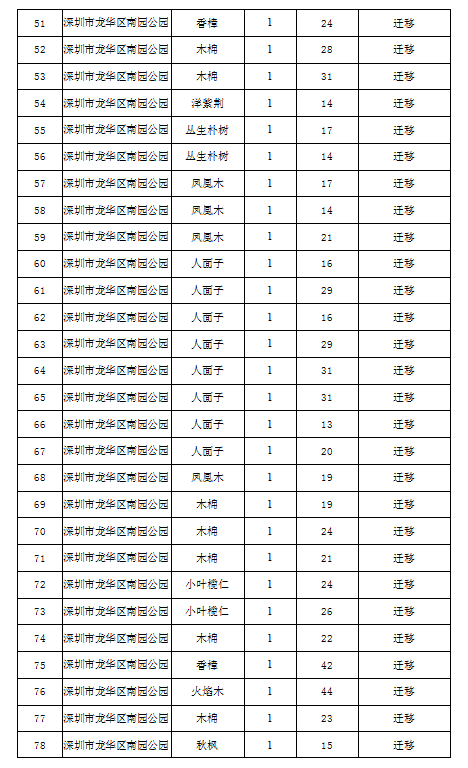 51 深圳市龙华区南园公园 香樟 1 24 迁移
52 深圳市龙华区南园公园 木棉 1 28 迁移
53 深圳市龙华区南园公园 木棉 1 31 迁移
54 深圳市龙华区南园公园 洋紫荆 1 14 迁移
55 深圳市龙华区南园公园 丛生朴树 1 17 迁移
56 深圳市龙华区南园公园 丛生朴树 1 14 迁移
57 深圳市龙华区南园公园 凤凰木 1 17 迁移
58 深圳市龙华区南园公园 凤凰木 1 14 迁移
59 深圳市龙华区南园公园 凤凰木 1 21 迁移
60 深圳市龙华区南园公园 人面子 1 16 迁移
61 深圳市龙华区南园公园 人面子 1 29 迁移
62 深圳市龙华区南园公园 人面子 1 16 迁移
63 深圳市龙华区南园公园 人面子 1 29 迁移
64 深圳市龙华区南园公园 人面子 1 31 迁移
65 深圳市龙华区南园公园 人面子 1 31 迁移
66 深圳市龙华区南园公园 人面子 1 13 迁移
67 深圳市龙华区南园公园 人面子 1 20 迁移
68 深圳市龙华区南园公园 凤凰木 1 19 迁移
69 深圳市龙华区南园公园 木棉 1 19 迁移
70 深圳市龙华区南园公园 木棉 1 24 迁移
71 深圳市龙华区南园公园 木棉 1 21 迁移
72 深圳市龙华区南园公园 小叶榄仁 1 24 迁移
73 深圳市龙华区南园公园 小叶榄仁 1 26 迁移
74 深圳市龙华区南园公园 木棉 1 22 迁移
75 深圳市龙华区南园公园 香樟 1 42 迁移
76 深圳市龙华区南园公园 火焰木 1 44 迁移
77 深圳市龙华区南园公园 木棉 1 23 迁移
78 深圳市龙华区南园公园 秋枫 1 15 迁移